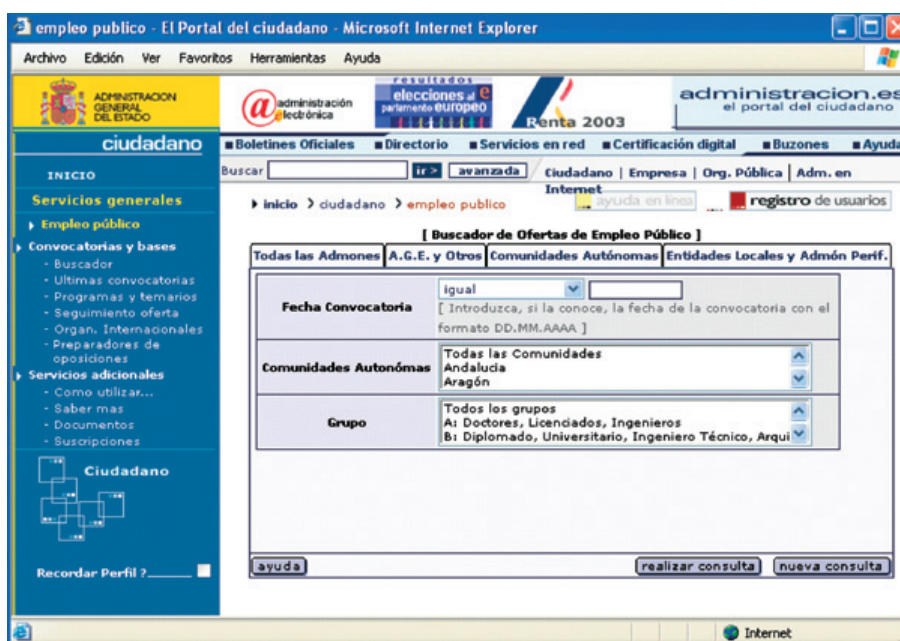 empleo publico - El Portal del ciudadano - Microsoft Internet Explorer
Archivo Edición Ver Favoritos Herramientas Ayuda
ADMINISTRACION
GENERAL
DEL ESTADO
@administración
electrónica
resultados
elecciones al e
parlamento europeo
Renta 2003
administracion.es
el portal del ciudadano
ciudadano
Boletines Oficiales Directorio Servicios en red Certificación digital Buzones Ayuda
Buscar ir> avanzada Ciudadano | Empresa | Org. Pública | Adm. en
Internet
inicio > ciudadano > empleo publico
ayuda en linea
registro de usuarios
INICIO
Servicios generales
Empleo público
Convocatorias y bases
- Buscador
- Ultimas convocatorias
- Programas y temarios
- Seguimiento oferta
- Organ. Internacionales
- Preparadores de
oposiciones
Servicios adicionales
- Como utilizar...
- Saber mas
- Documentos
- Suscripciones
Ciudadano
Recordar Perfil ?
[ Buscador de Ofertas de Empleo Público ]
Todas las Admones A.G.E. y Otros Comunidades Autónomas Entidades Locales y Admón Perif.
Fecha Convocatoria
igual
[ Introduzca, si la conoce, la fecha de la convocatoria con el
formato DD.MM.AAAA ]
Comunidades Autonómas
Todas las Comunidades
Andalucia
Aragón
Grupo
Todos los grupos
A: Doctores, Licenciados, Ingenieros
B: Diplomado, Universitario, Ingeniero Técnico, Arqui
ayuda realizar consulta nueva consulta
Internet